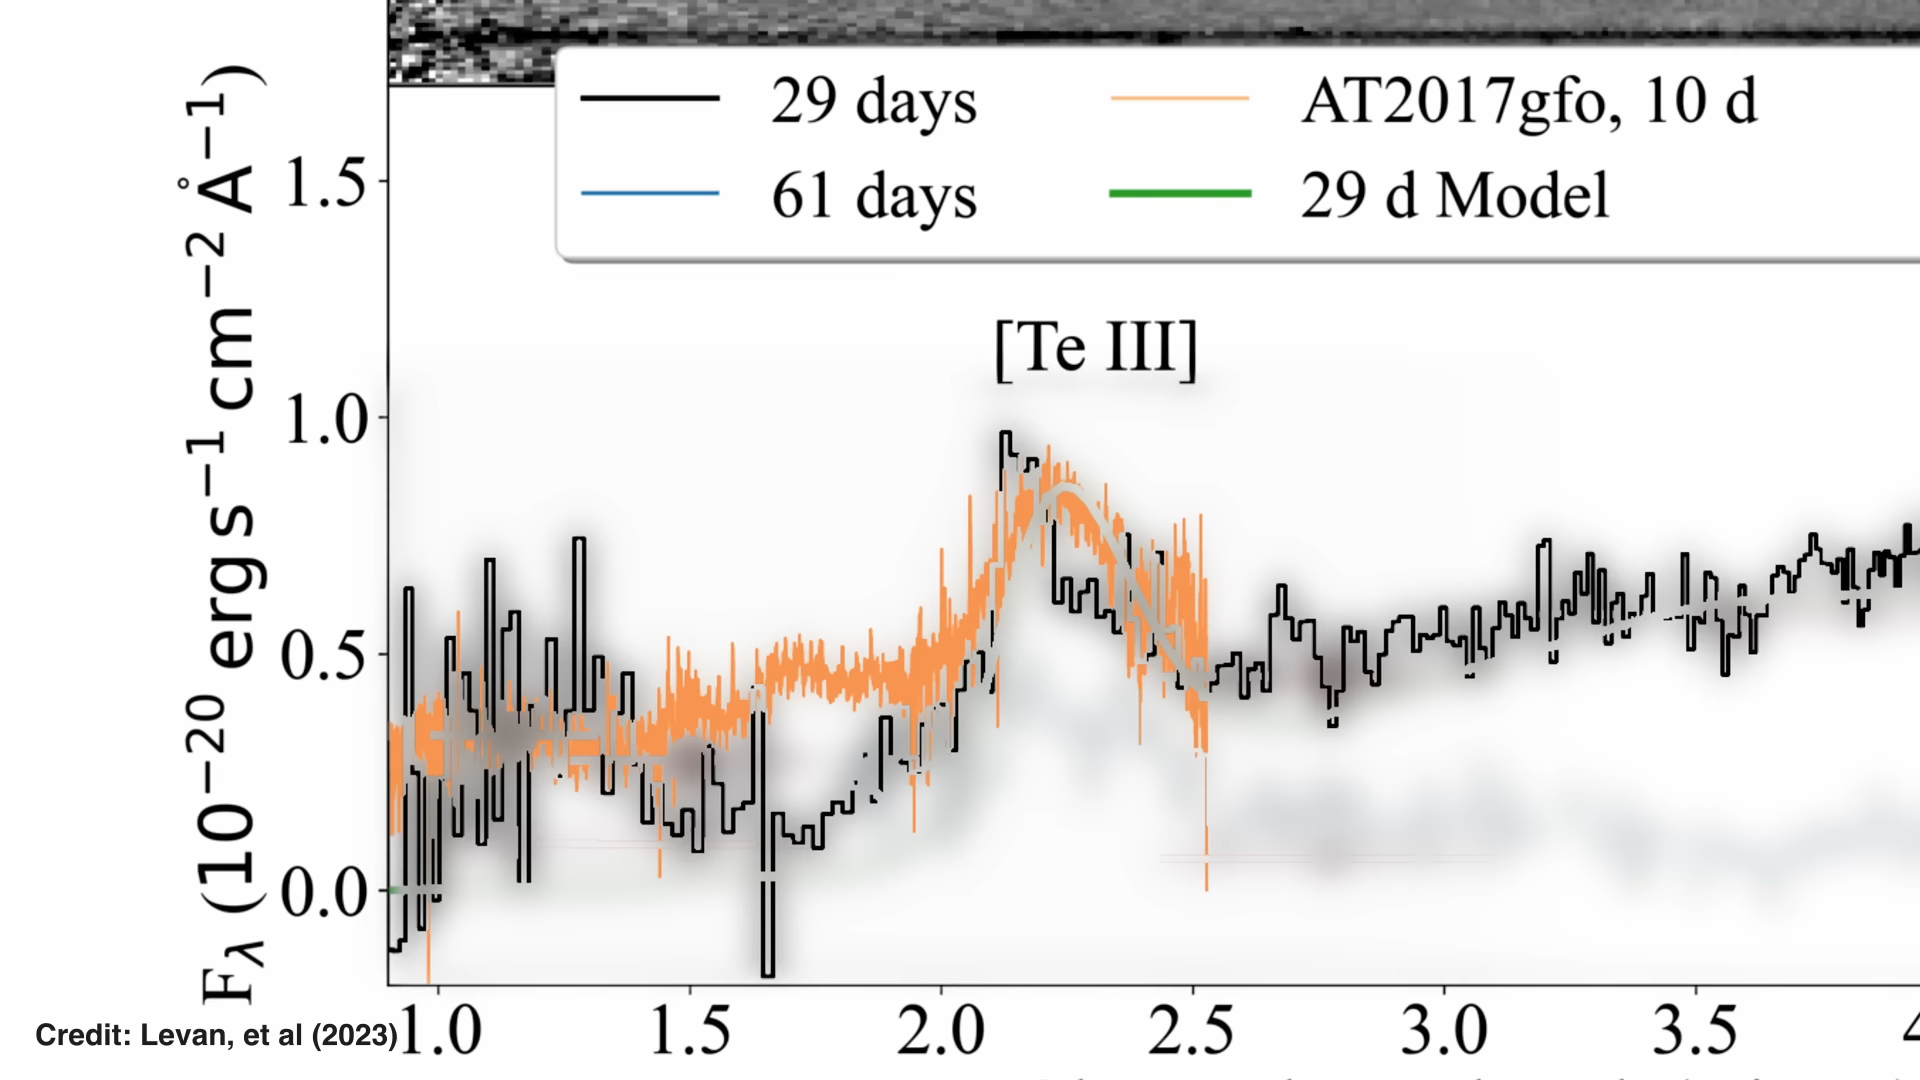 29 days
AT2017gfo, 10 d
61 days
29 d Model
[Te III]
F_λ (10⁻²⁰ erg s⁻¹ cm⁻² Å⁻¹)
1.5
1.0
0.5
0.0
1.0 1.5 2.0 2.5 3.0 3.5
Credit: Levan, et al (2023)